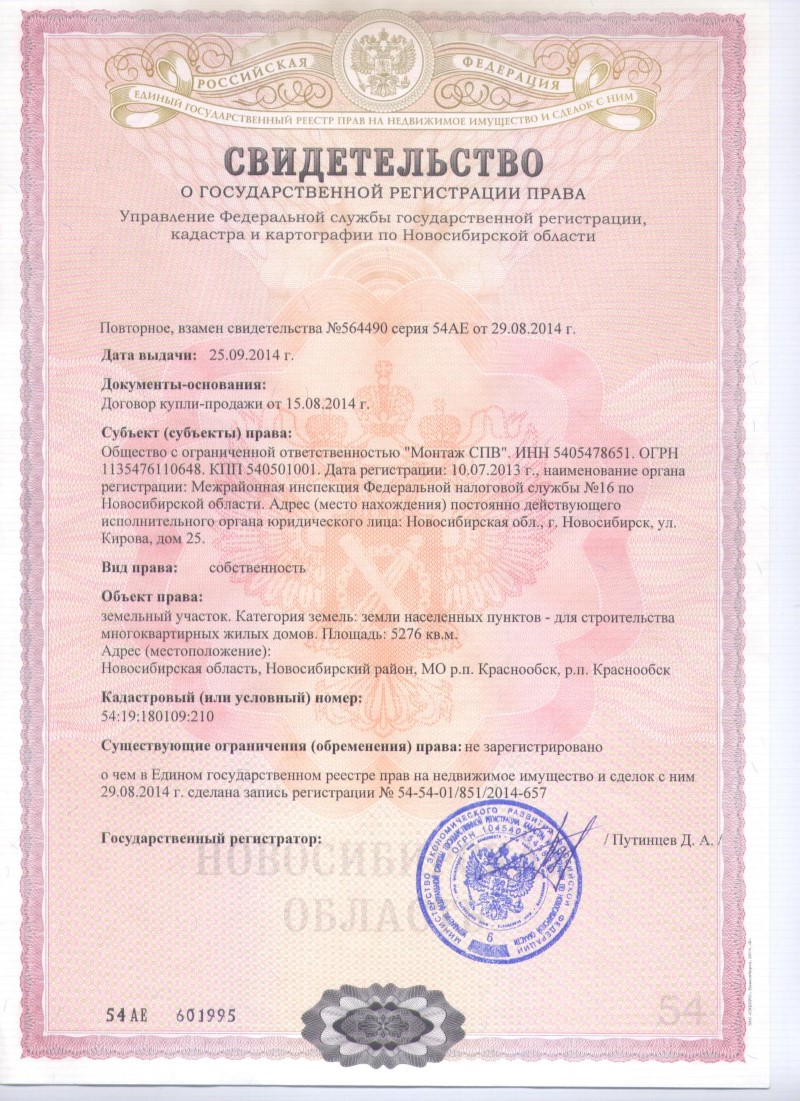 РОССИЙСКАЯ ФЕДЕРАЦИЯ
ЕДИНЫЙ ГОСУДАРСТВЕННЫЙ РЕЕСТР ПРАВ НА НЕДВИЖИМОЕ ИМУЩЕСТВО И СДЕЛОК С НИМ
СВИДЕТЕЛЬСТВО
О ГОСУДАРСТВЕННОЙ РЕГИСТРАЦИИ ПРАВА
Управление Федеральной службы государственной регистрации,
кадастра и картографии по Новосибирской области
Повторное, взамен свидетельства №564490 серия 54АЕ от 29.08.2014 г.
Дата выдачи: 25.09.2014 г.
Документы-основания:
Договор купли-продажи от 15.08.2014 г.
Субъект (субъекты) права:
Общество с ограниченной ответственностью "Монтаж СПВ". ИНН 5405478651. ОГРН
1135476110648. КПП 540501001. Дата регистрации: 10.07.2013 г., наименование органа
регистрации: Межрайонная инспекция Федеральной налоговой службы №16 по
Новосибирской области. Адрес (место нахождения) постоянно действующего
исполнительного органа юридического лица: Новосибирская обл., г. Новосибирск, ул.
Кирова, дом 25.
Вид права: собственность
Объект права:
земельный участок. Категория земель: земли населенных пунктов - для строительства
многоквартирных жилых домов. Площадь: 5276 кв.м.
Адрес (местоположение):
Новосибирская область, Новосибирский район, МО р.п. Краснообск, р.п. Краснообск
Кадастровый (или условный) номер:
54:19:180109:210
Существующие ограничения (обременения) права: не зарегистрировано
о чем в Едином государственном реестре прав на недвижимое имущество и сделок с ним
29.08.2014 г. сделана запись регистрации № 54-54-01/851/2014-657
Государственный регистратор: / Путинцев Д. А. /
МИНИСТЕРСТВО ЭКОНОМИЧЕСКОГО РАЗВИТИЯ РОССИЙСКОЙ ФЕДЕРАЦИИ
6
54 АЕ 601995
54